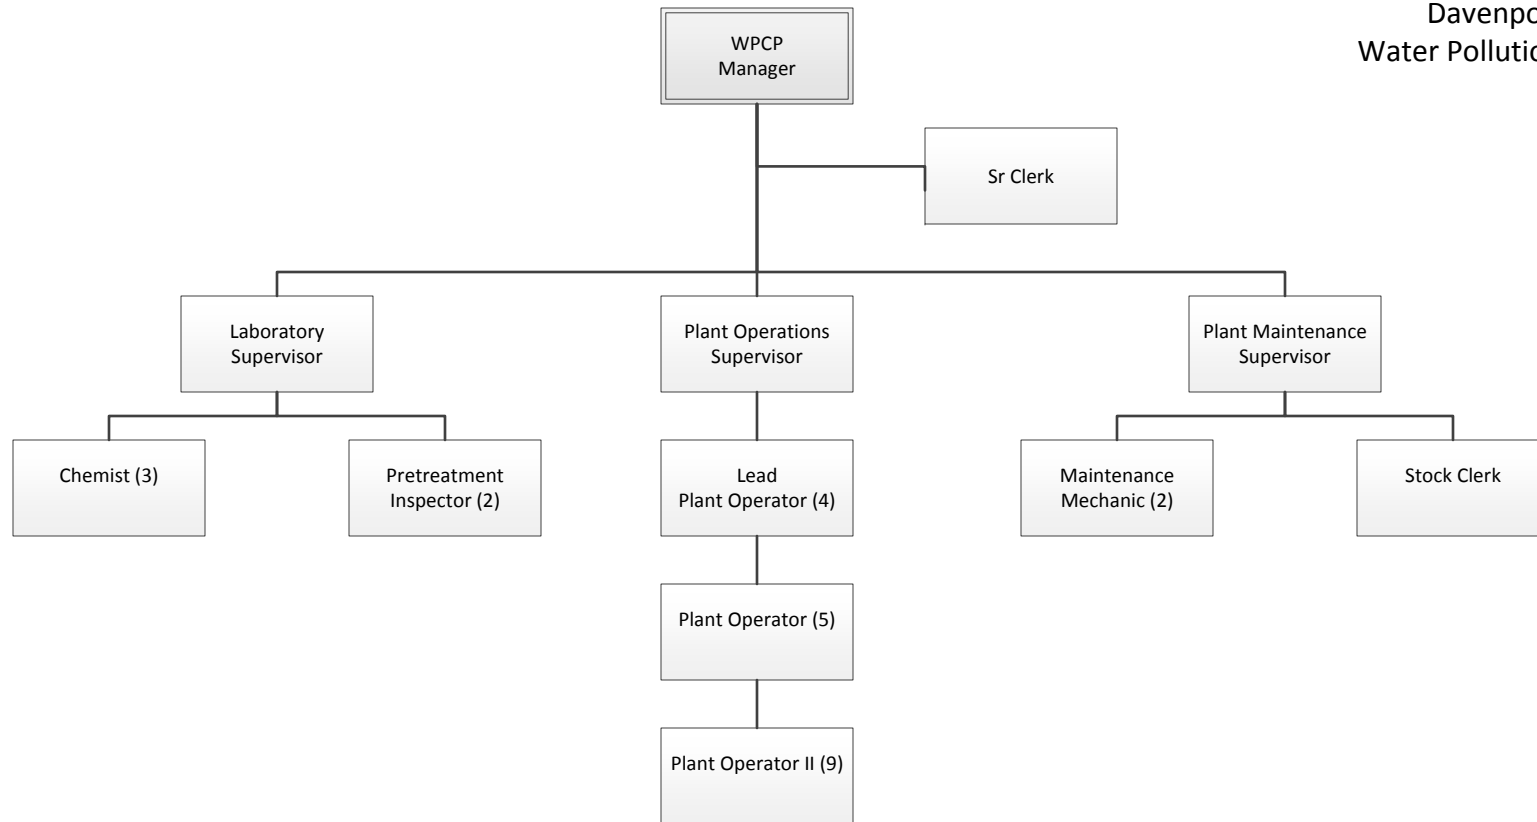 Davenpo
Water Pollutio
WPCP
Manager
Sr Clerk
Laboratory
Supervisor
Plant Operations
Supervisor
Plant Maintenance
Supervisor
Chemist (3)
Pretreatment
Inspector (2)
Lead
Plant Operator (4)
Maintenance
Mechanic (2)
Stock Clerk
Plant Operator (5)
Plant Operator II (9)